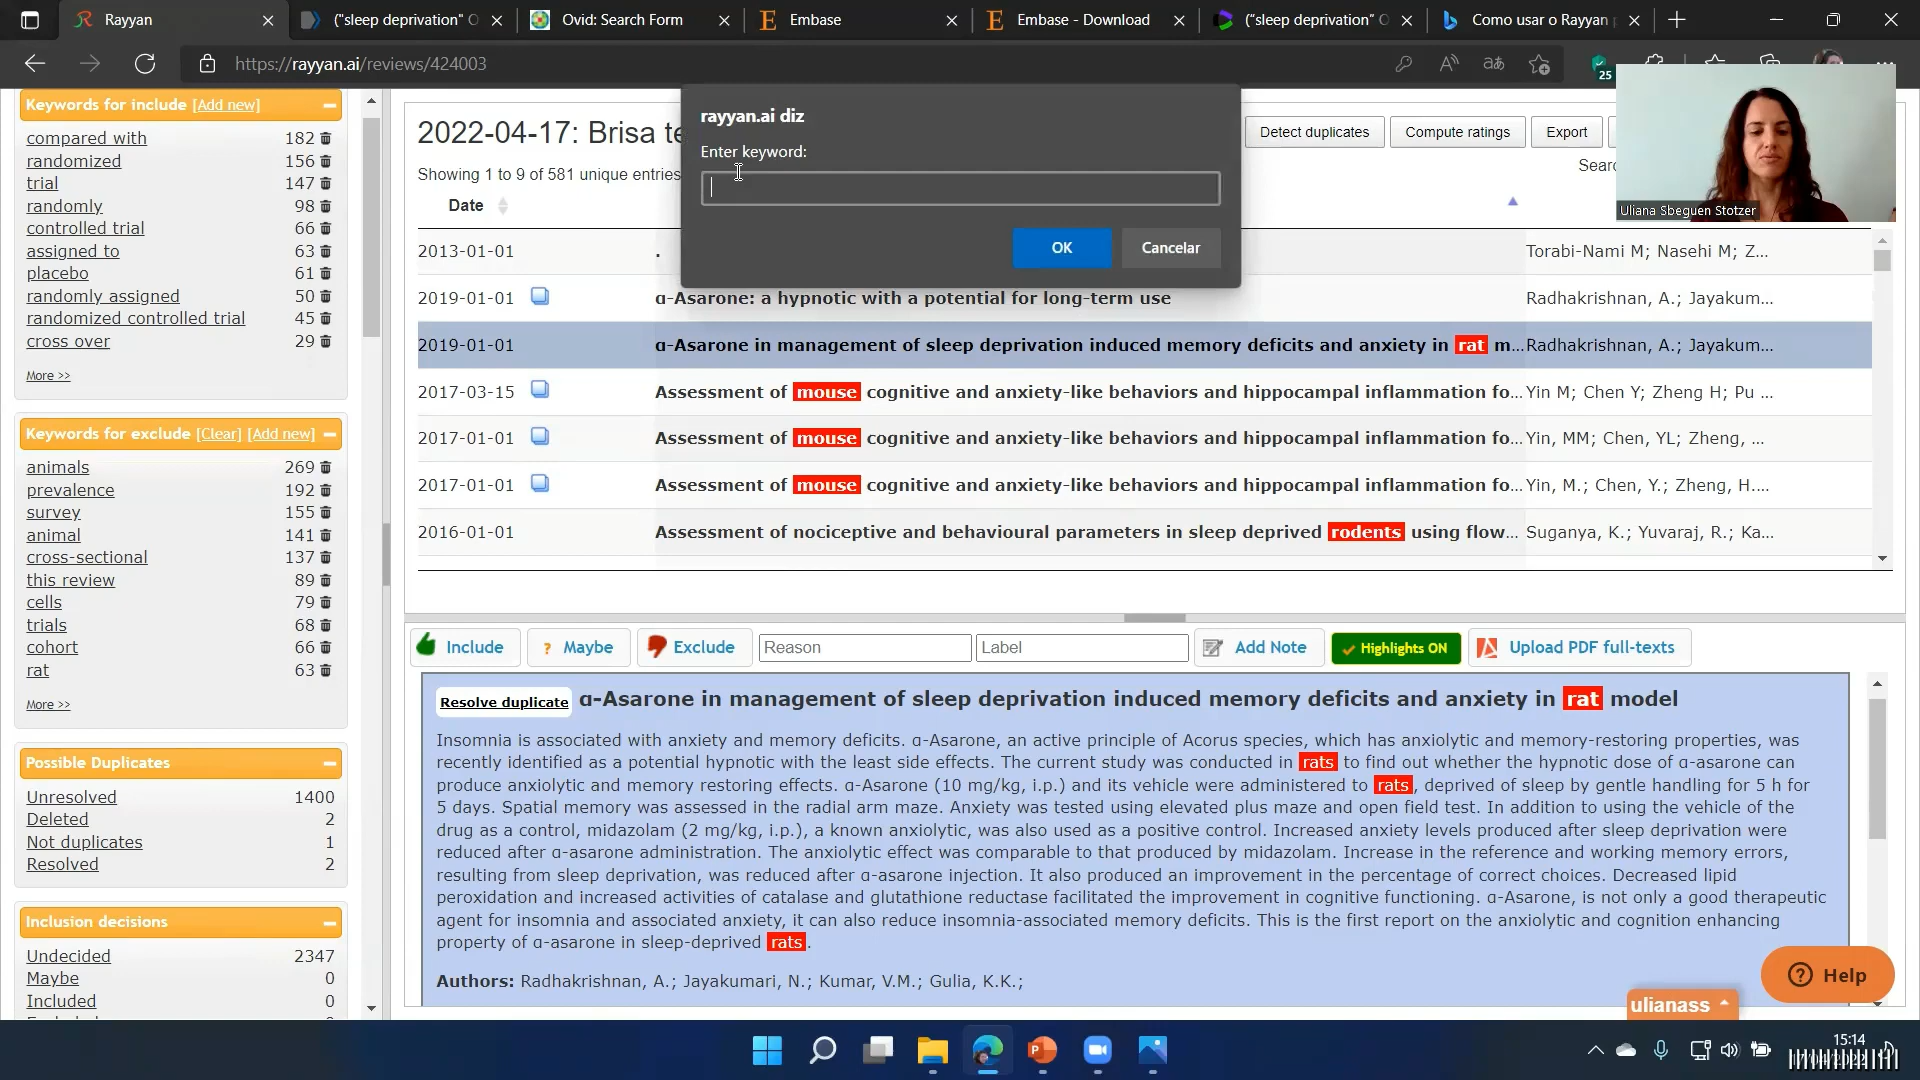 Rayyan
("sleep deprivation" O
Ovid: Search Form
Embase
Embase - Download
("sleep deprivation" O
Como usar o Rayyan p
https://rayyan.ai/reviews/424003
25
Keywords for include [Add new]
compared with 182
randomized 156
trial 147
randomly 98
controlled trial 66
assigned to 63
placebo 61
randomly assigned 50
randomized controlled trial 45
cross over 29
More >>
Keywords for exclude [Clear] [Add new]
animals 269
prevalence 192
survey 155
animal 141
cross-sectional 137
this review 89
cells 79
trials 68
cohort 66
rat 63
More >>
Possible Duplicates
Unresolved 1400
Deleted 2
Not duplicates 1
Resolved 2
Inclusion decisions
Undecided 2347
Maybe 0
Included 0
2022-04-17: Brisa te
Detect duplicates
Compute ratings
Export
Showing 1 to 9 of 581 unique entries
Date
rayyan.ai diz
Enter keyword:
OK
Cancelar
Uliana Sbeguen Stotzer
2013-01-01 . Torabi-Nami M; Nasehi M; Z...
2019-01-01 α-Asarone: a hypnotic with a potential for long-term use Radhakrishnan, A.; Jayakum...
2019-01-01 α-Asarone in management of sleep deprivation induced memory deficits and anxiety in rat m... Radhakrishnan, A.; Jayakum...
2017-03-15 Assessment of mouse cognitive and anxiety-like behaviors and hippocampal inflammation fo... Yin M; Chen Y; Zheng H; Pu ...
2017-01-01 Assessment of mouse cognitive and anxiety-like behaviors and hippocampal inflammation fo... Yin, MM; Chen, YL; Zheng, ...
2017-01-01 Assessment of mouse cognitive and anxiety-like behaviors and hippocampal inflammation fo... Yin, M.; Chen, Y.; Zheng, H....
2016-01-01 Assessment of nociceptive and behavioural parameters in sleep deprived rodents using flow... Suganya, K.; Yuvaraj, R.; Ka...
Include
? Maybe
Exclude
Reason
Label
Add Note
Highlights ON
Upload PDF full-texts
Resolve duplicate α-Asarone in management of sleep deprivation induced memory deficits and anxiety in rat model
Insomnia is associated with anxiety and memory deficits. α-Asarone, an active principle of Acorus species, which has anxiolytic and memory-restoring properties, was
recently identified as a potential hypnotic with the least side effects. The current study was conducted in rats to find out whether the hypnotic dose of α-asarone can
produce anxiolytic and memory restoring effects. α-Asarone (10 mg/kg, i.p.) and its vehicle were administered to rats, deprived of sleep by gentle handling for 5 h for
5 days. Spatial memory was assessed in the radial arm maze. Anxiety was tested using elevated plus maze and open field test. In addition to using the vehicle of the
drug as a control, midazolam (2 mg/kg, i.p.), a known anxiolytic, was also used as a positive control. Increased anxiety levels produced after sleep deprivation were
reduced after α-asarone administration. The anxiolytic effect was comparable to that produced by midazolam. Increase in the reference and working memory errors,
resulting from sleep deprivation, was reduced after α-asarone injection. It also produced an improvement in the percentage of correct choices. Decreased lipid
peroxidation and increased activities of catalase and glutathione reductase facilitated the improvement in cognitive functioning. α-Asarone, is not only a good therapeutic
agent for insomnia and associated anxiety, it can also reduce insomnia-associated memory deficits. This is the first report on the anxiolytic and cognition enhancing
property of α-asarone in sleep-deprived rats.
Authors: Radhakrishnan, A.; Jayakumari, N.; Kumar, V.M.; Gulia, K.K.;
Help
ulianass
15:14